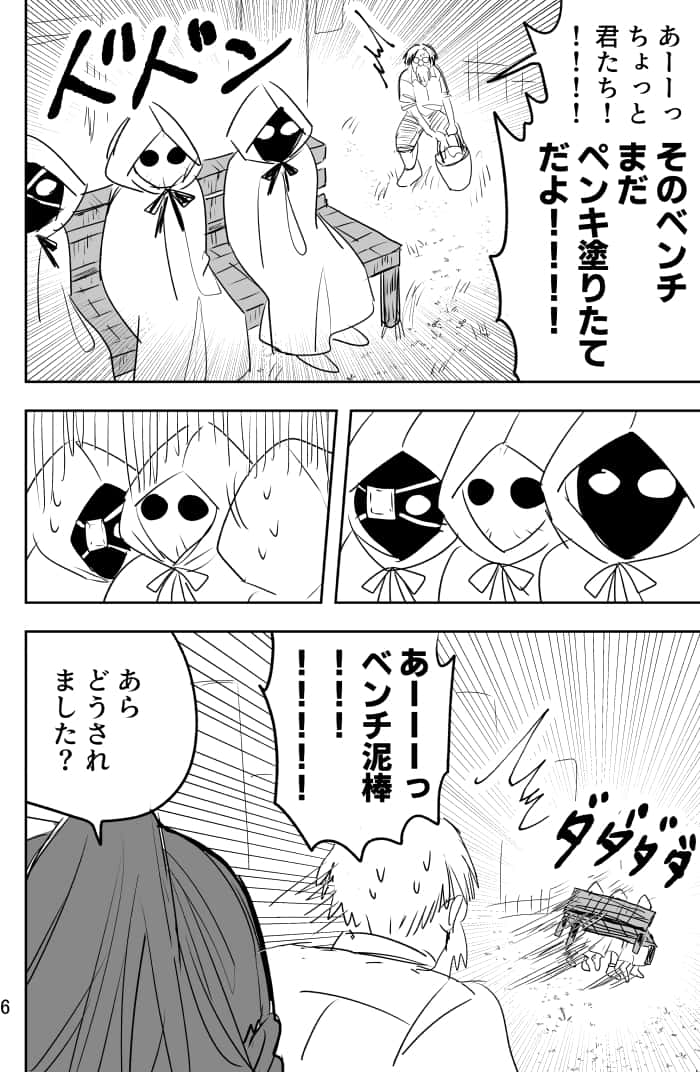 あーーっ
ちょっと
君たち！
！！！！
そのベンチ
まだ
ペンキ塗りたて
だよ！！！！
ドドン
あーーーっ
ベンチ泥棒
！！！！
！！！！！！
ダダダダ
あら
どうされ
ました？
6